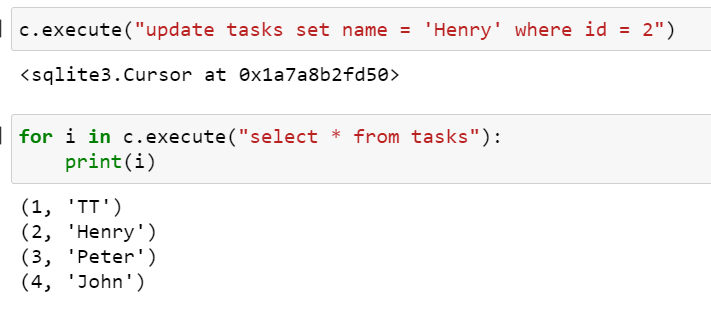 c.execute("update tasks set name = 'Henry' where id = 2")
<sqlite3.Cursor at 0x1a7a8b2fd50>
for i in c.execute("select * from tasks"):
    print(i)
(1, 'TT')
(2, 'Henry')
(3, 'Peter')
(4, 'John')